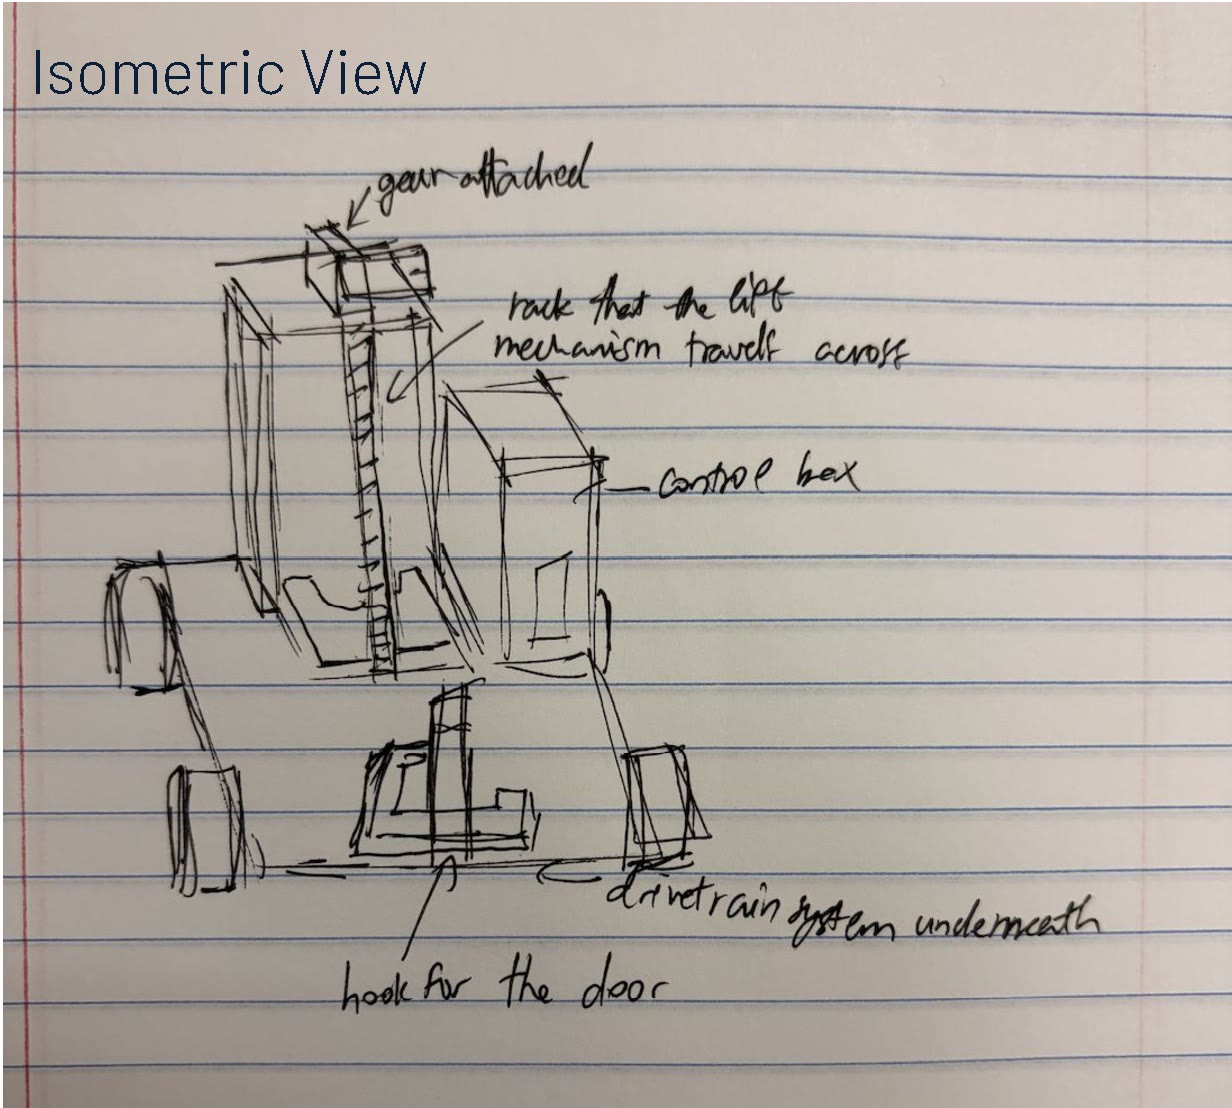 Isometric View
gear attached
rack that the lift
mechanism travels across
control box
drivetrain system underneath
hook for the door